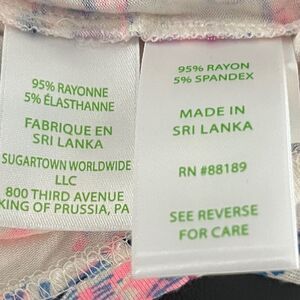 95% RAYONNE
5% ÉLASTHANNE
FABRIQUE EN
SRI LANKA
SUGARTOWN WORLDWIDE
LLC
800 THIRD AVENUE
KING OF PRUSSIA, PA
95% RAYON
5% SPANDEX
MADE IN
SRI LANKA
RN #88189
SEE REVERSE
FOR CARE